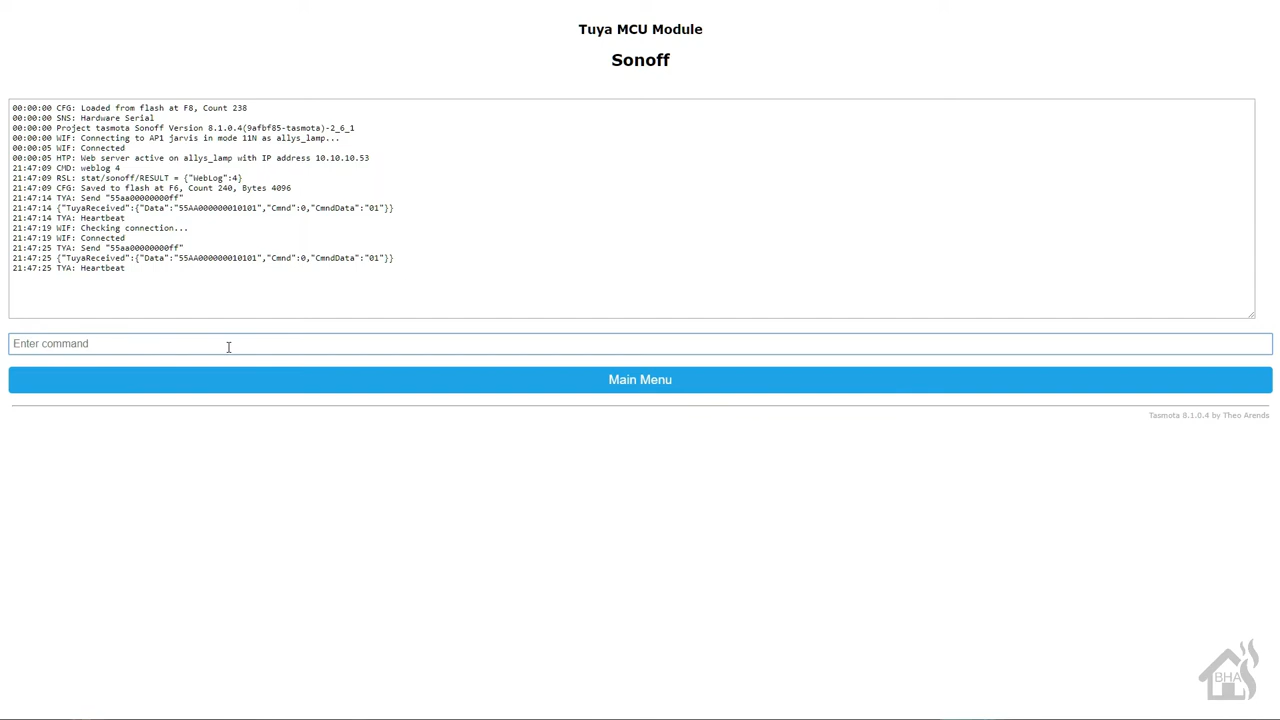 Tuya MCU Module
Sonoff
00:00:00 CFG: Loaded from flash at F8, Count 238
00:00:00 SNS: Hardware Serial
00:00:00 Project tasmota Sonoff Version 8.1.0.4(9afbf85-tasmota)-2_6_1
00:00:00 WIF: Connecting to AP1 jarvis in mode 11N as allys_lamp...
00:00:05 WIF: Connected
00:00:05 HTP: Web server active on allys_lamp with IP address 10.10.10.53
21:47:09 CMD: weblog 4
21:47:09 RSL: stat/sonoff/RESULT = {"WebLog":4}
21:47:09 CFG: Saved to flash at F6, Count 240, Bytes 4096
21:47:14 TYA: Send "55aa00000000ff"
21:47:14 {"TuyaReceived":{"Data":"55AA000000010101","Cmnd":0,"CmndData":"01"}}
21:47:14 TYA: Heartbeat
21:47:19 WIF: Checking connection...
21:47:19 WIF: Connected
21:47:25 TYA: Send "55aa00000000ff"
21:47:25 {"TuyaReceived":{"Data":"55AA000000010101","Cmnd":0,"CmndData":"01"}}
21:47:25 TYA: Heartbeat
Enter command
Main Menu
Tasmota 8.1.0.4 by Theo Arends
BHA